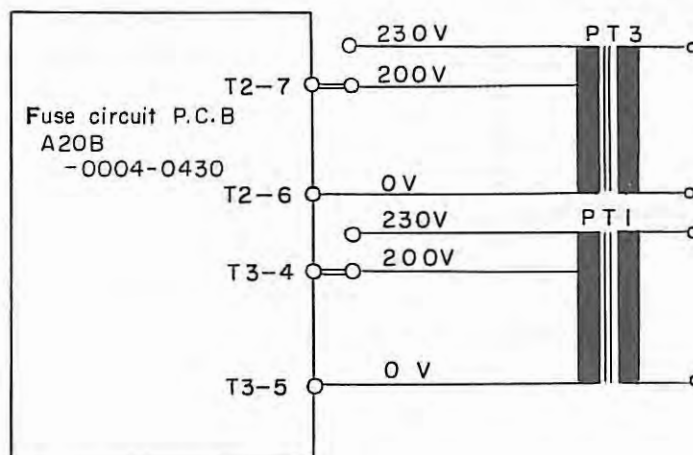 230V
PT3
T2-7
200V
Fuse circuit P.C.B
A20B
-0004-0430
T2-6
0V
230V
PT1
T3-4
200V
T3-5
0 V